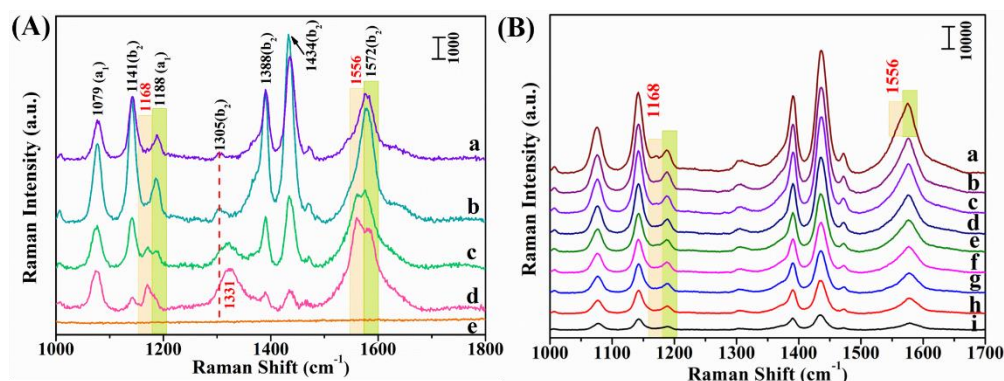 (A)
1079 (a₁)
1141(b₂)
1168
1188 (a₁)
1305(b₂)
1331
1388(b₂)
1434(b₂)
1556
1572(b₂)
1000
a
b
c
d
e
Raman Intensity (a.u.)
1000 1200 1400 1600 1800
Raman Shift (cm⁻¹)
(B)
1168
1556
10000
a
b
c
d
e
f
g
h
i
Raman Intensity (a.u.)
1000 1100 1200 1300 1400 1500 1600 1700
Raman Shift (cm⁻¹)